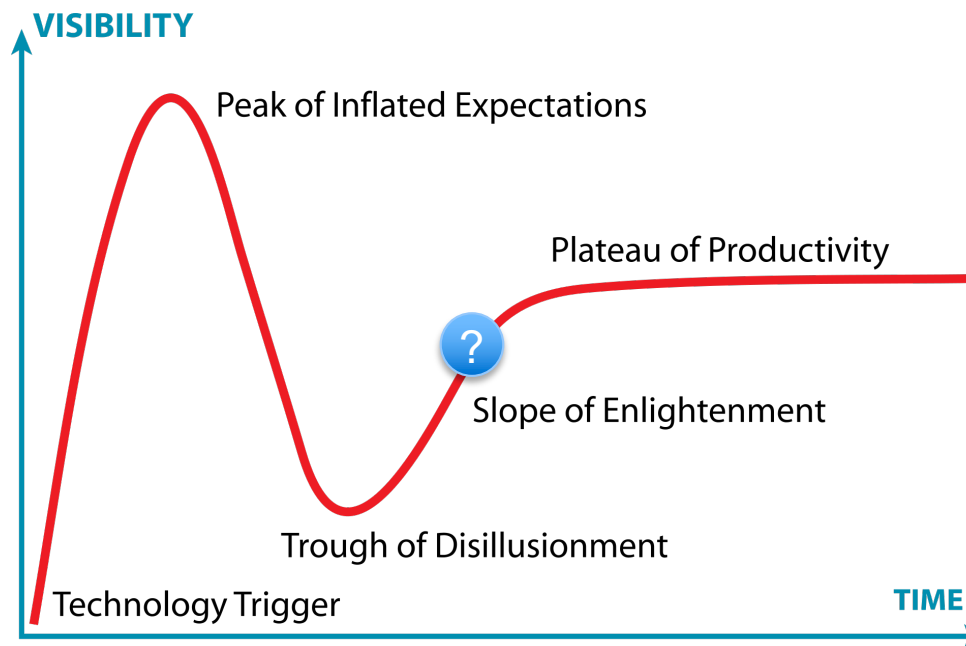 VISIBILITY
Peak of Inflated Expectations
Plateau of Productivity
?
Slope of Enlightenment
Trough of Disillusionment
Technology Trigger
TIME